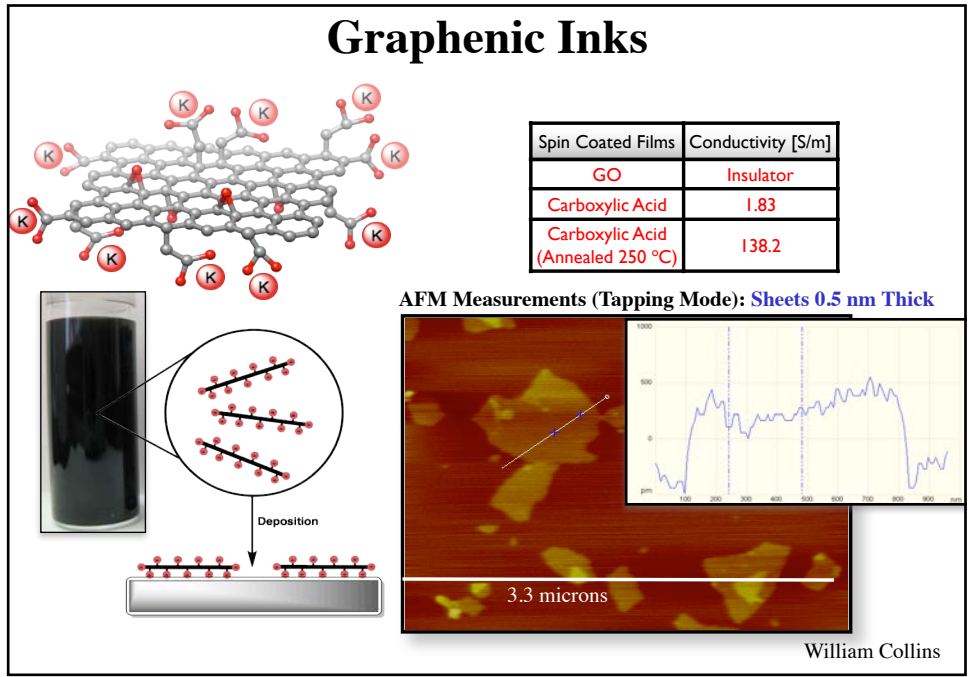 Graphenic Inks
K
K
K
K
K
K
K
K
K
K
Spin Coated Films Conductivity [S/m]
GO Insulator
Carboxylic Acid 1.83
Carboxylic Acid
(Annealed 250 °C) 138.2
AFM Measurements (Tapping Mode): Sheets 0.5 nm Thick
1000
500
0
pm
100 200 300 400 500 600 700 800 900 nm
Deposition
3.3 microns
William Collins